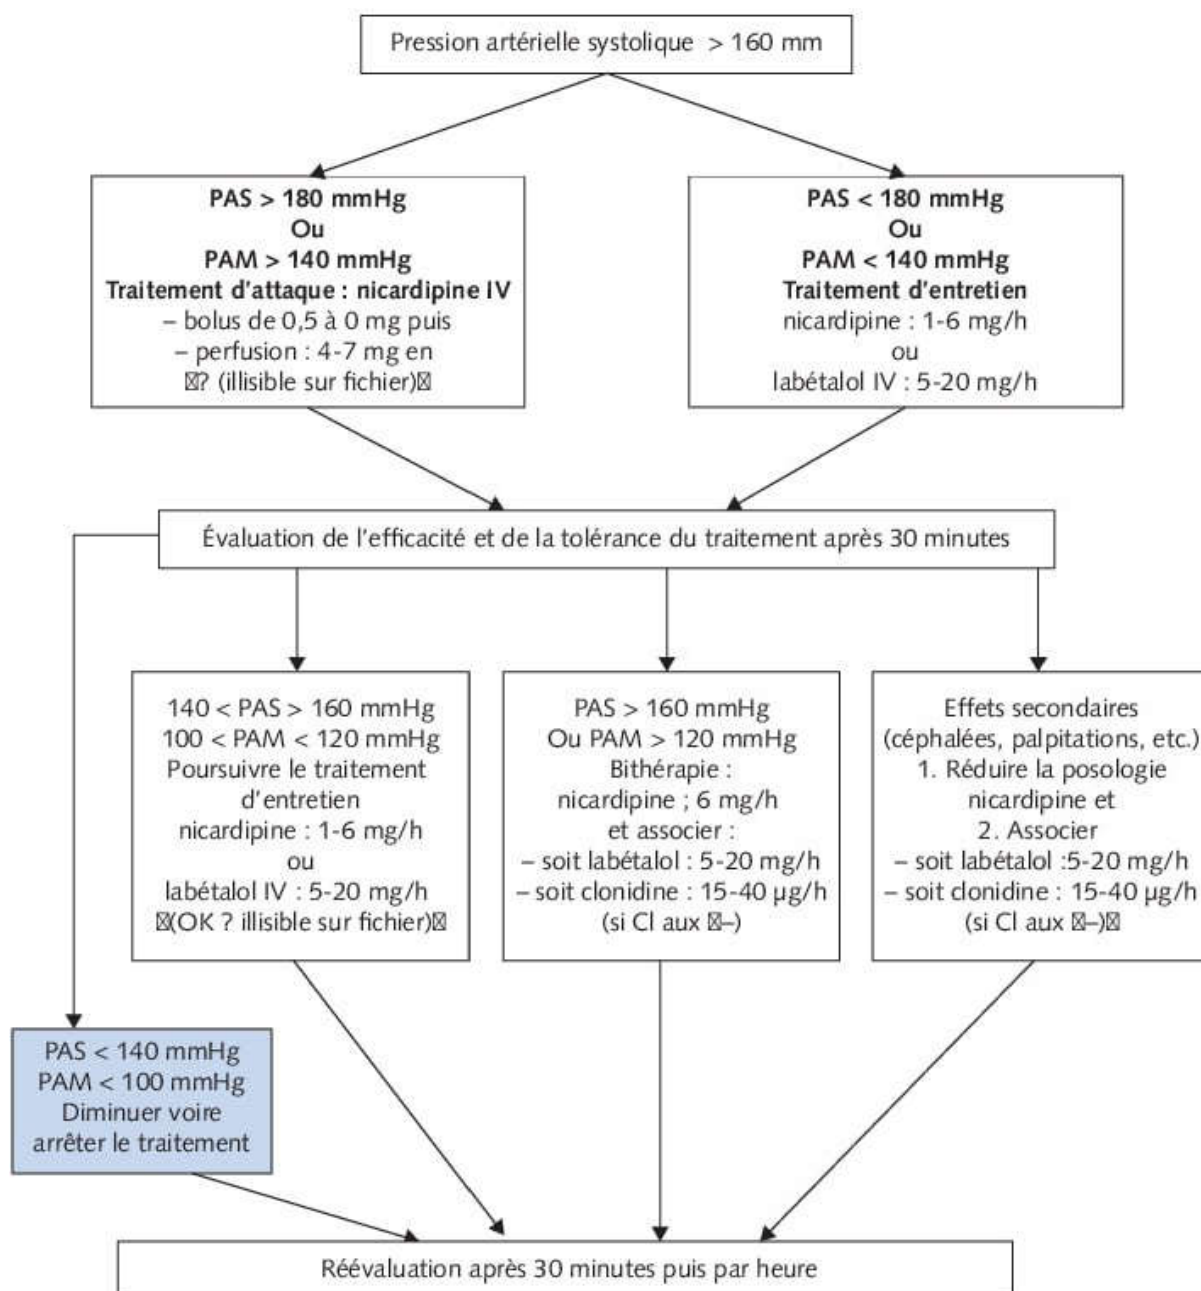 Pression artérielle systolique > 160 mm
PAS > 180 mmHg
Ou
PAM > 140 mmHg
Traitement d'attaque : nicardipine IV
– bolus de 0,5 à 0 mg puis
– perfusion : 4-7 mg en
? (illisible sur fichier)
PAS < 180 mmHg
Ou
PAM < 140 mmHg
Traitement d'entretien
nicardipine : 1-6 mg/h
ou
labétalol IV : 5-20 mg/h
Évaluation de l'efficacité et de la tolérance du traitement après 30 minutes
140 < PAS > 160 mmHg
100 < PAM < 120 mmHg
Poursuivre le traitement
d'entretien
nicardipine : 1-6 mg/h
ou
labétalol IV : 5-20 mg/h
(OK ? illisible sur fichier)
PAS > 160 mmHg
Ou PAM > 120 mmHg
Bithérapie :
nicardipine ; 6 mg/h
et associer :
– soit labétalol : 5-20 mg/h
– soit clonidine : 15-40 µg/h
(si Cl aux –)
Effets secondaires
(céphalées, palpitations, etc.)
1. Réduire la posologie
nicardipine et
2. Associer
– soit labétalol :5-20 mg/h
– soit clonidine : 15-40 µg/h
(si Cl aux –)
PAS < 140 mmHg
PAM < 100 mmHg
Diminuer voire
arrêter le traitement
Réévaluation après 30 minutes puis par heure